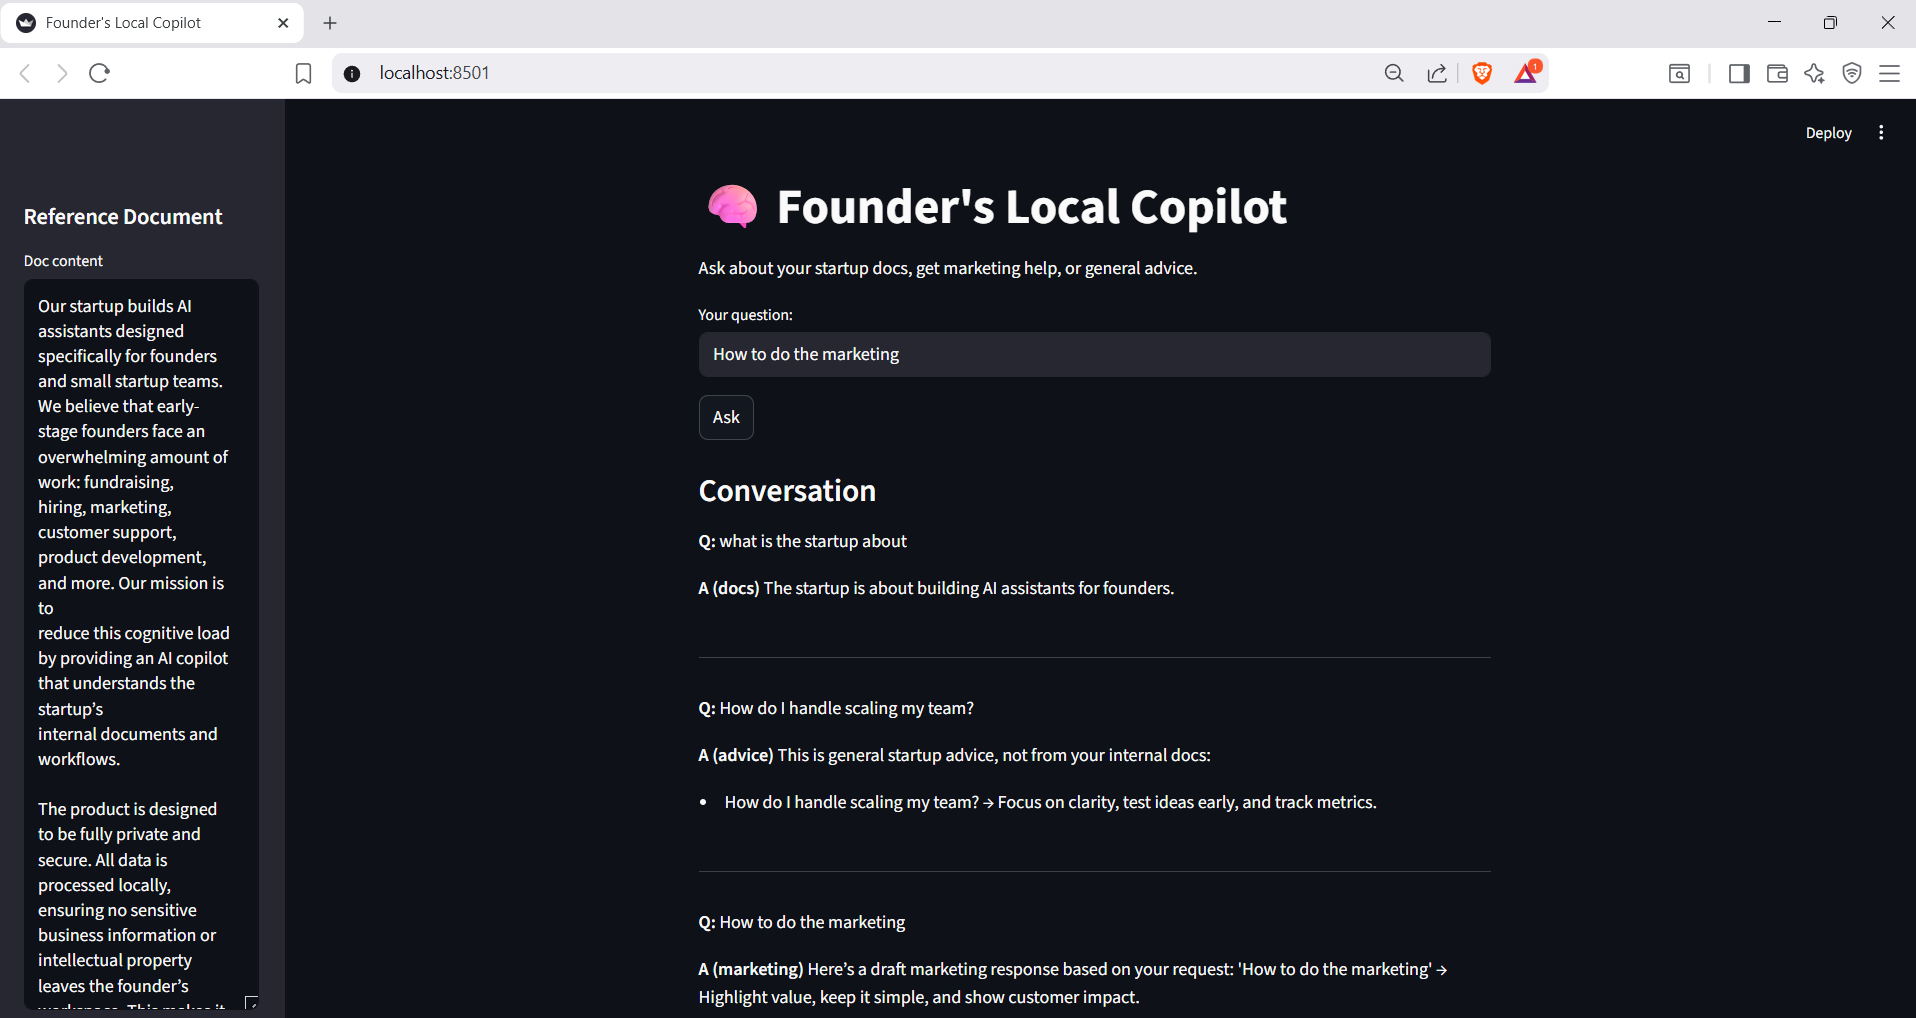 Founder's Local Copilot
localhost:8501
1
Deploy
Reference Document
Doc content
Our startup builds AI
assistants designed
specifically for founders
and small startup teams.
We believe that early-
stage founders face an
overwhelming amount of
work: fundraising,
hiring, marketing,
customer support,
product development,
and more. Our mission is
to
reduce this cognitive load
by providing an AI copilot
that understands the
startup’s
internal documents and
workflows.
The product is designed
to be fully private and
secure. All data is
processed locally,
ensuring no sensitive
business information or
intellectual property
leaves the founder’s
workspace. This makes it
Founder's Local Copilot
Ask about your startup docs, get marketing help, or general advice.
Your question:
How to do the marketing
Ask
Conversation
Q: what is the startup about
A (docs) The startup is about building AI assistants for founders.
Q: How do I handle scaling my team?
A (advice) This is general startup advice, not from your internal docs:
• How do I handle scaling my team? → Focus on clarity, test ideas early, and track metrics.
Q: How to do the marketing
A (marketing) Here’s a draft marketing response based on your request: 'How to do the marketing' →
Highlight value, keep it simple, and show customer impact.